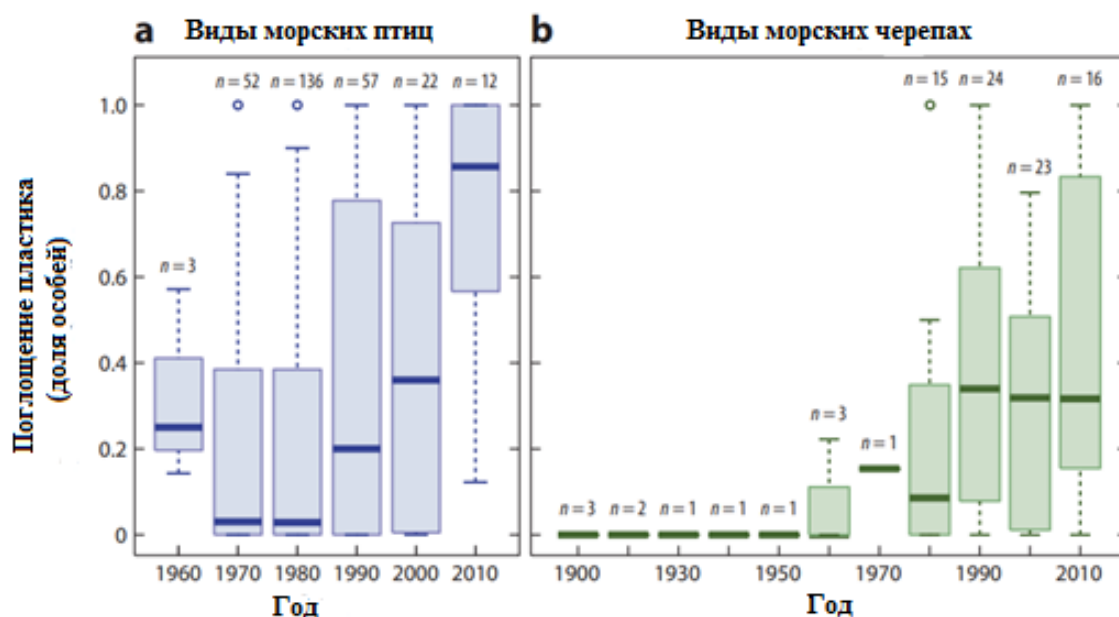 a Виды морских птиц
b Виды морских черепах
Поглощение пластика
(доля особей)
1.0
0.8
0.6
0.4
0.2
0
n = 3
n = 52
n = 136
n = 57
n = 22
n = 12
1960 1970 1980 1990 2000 2010
Год
n = 3
n = 2
n = 1
n = 1
n = 1
n = 3
n = 1
n = 15
n = 24
n = 23
n = 16
1900 1930 1950 1970 1990 2010
Год